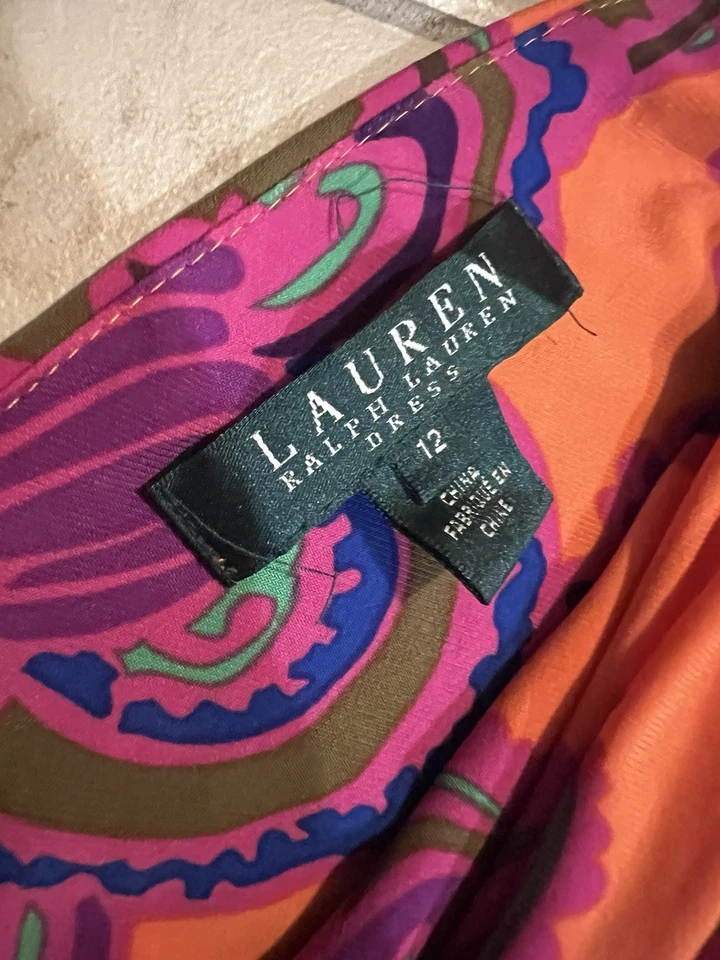 LAUREN
RALPH LAUREN
DRESS
12
CHINA
FABRIQUÉ EN
CHINE